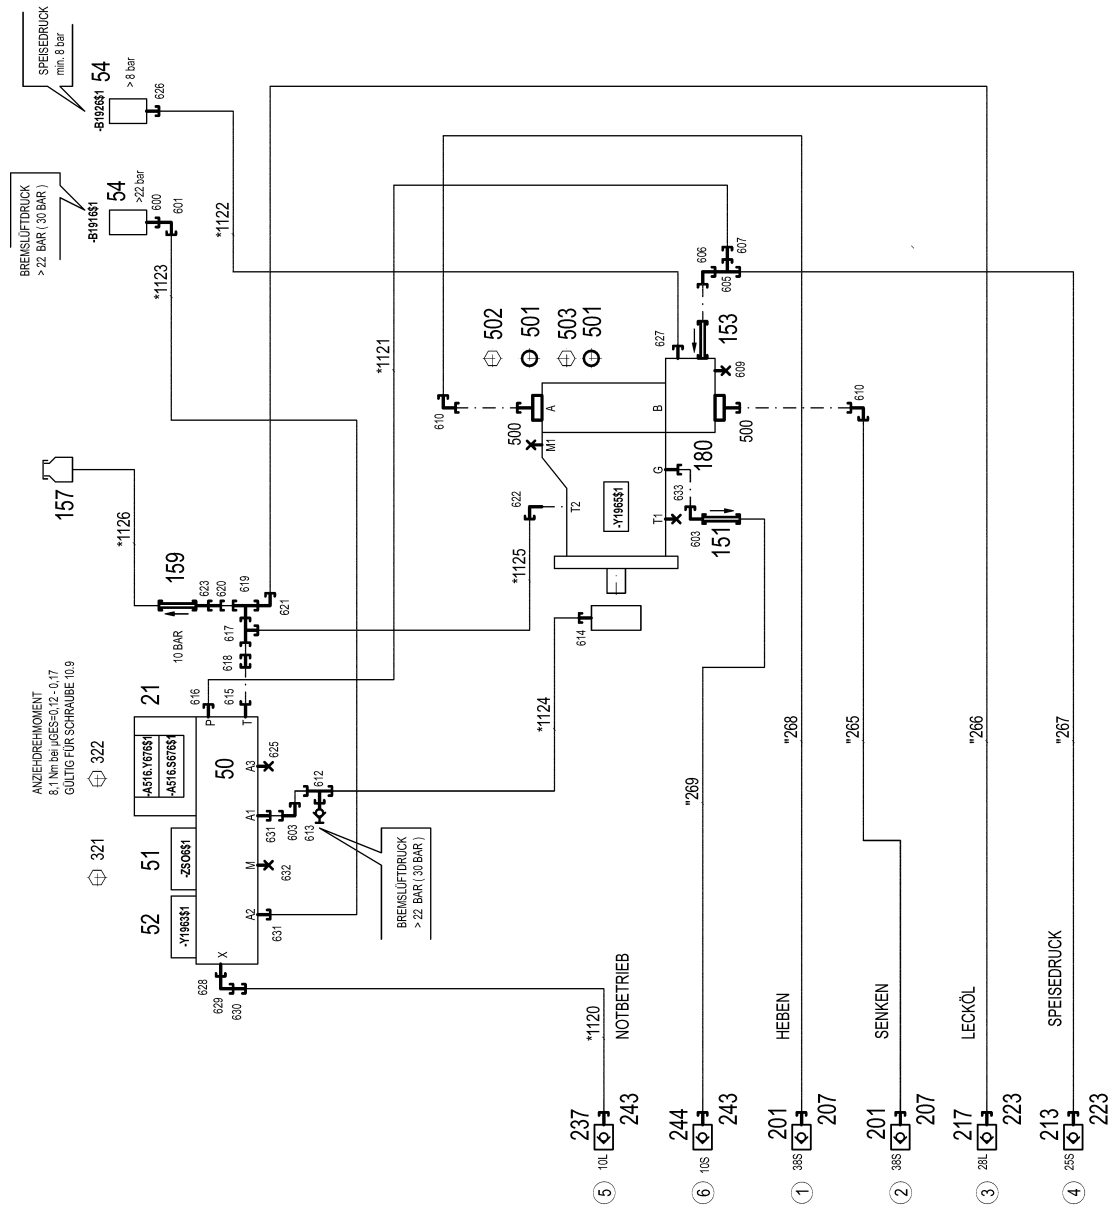 SPEISEDRUCK
min. 8 bar
-B1926$1
54
> 8 bar
626
BREMSLÜFTDRUCK
> 22 BAR ( 30 BAR )
-B1916$1
54
>22 bar
600
601
*1122
*1123
*1121
157
*1126
159
10 BAR
623
620
619
621
617
618
615
616
ANZIEHDREHMOMENT
8,1 Nm bei µGES=0,12 - 0,17
GÜLTIG FÜR SCHRAUBE 10.9
322
321
21
-A516.Y676$1
-A516.S676$1
51
-ZSO6$1
52
-Y1963$1
50
P
T
A3
625
A1
631
603
612
613
M
632
A2
631
X
628
629
630
BREMSLÜFTDRUCK
> 22 BAR ( 30 BAR )
502
501
503
501
606
607
605
627
153
609
610
500
A
B
M1
500
610
622
T2
G
180
633
T1
603
151
-Y1965$1
*1125
614
*1124
"269
"268
"265
"266
"267
*1120
NOTBETRIEB
HEBEN
SENKEN
LECKÖL
SPEISEDRUCK
237
243
10L
5
244
243
10S
6
201
207
38S
1
201
207
38S
2
217
223
28L
3
213
223
25S
4